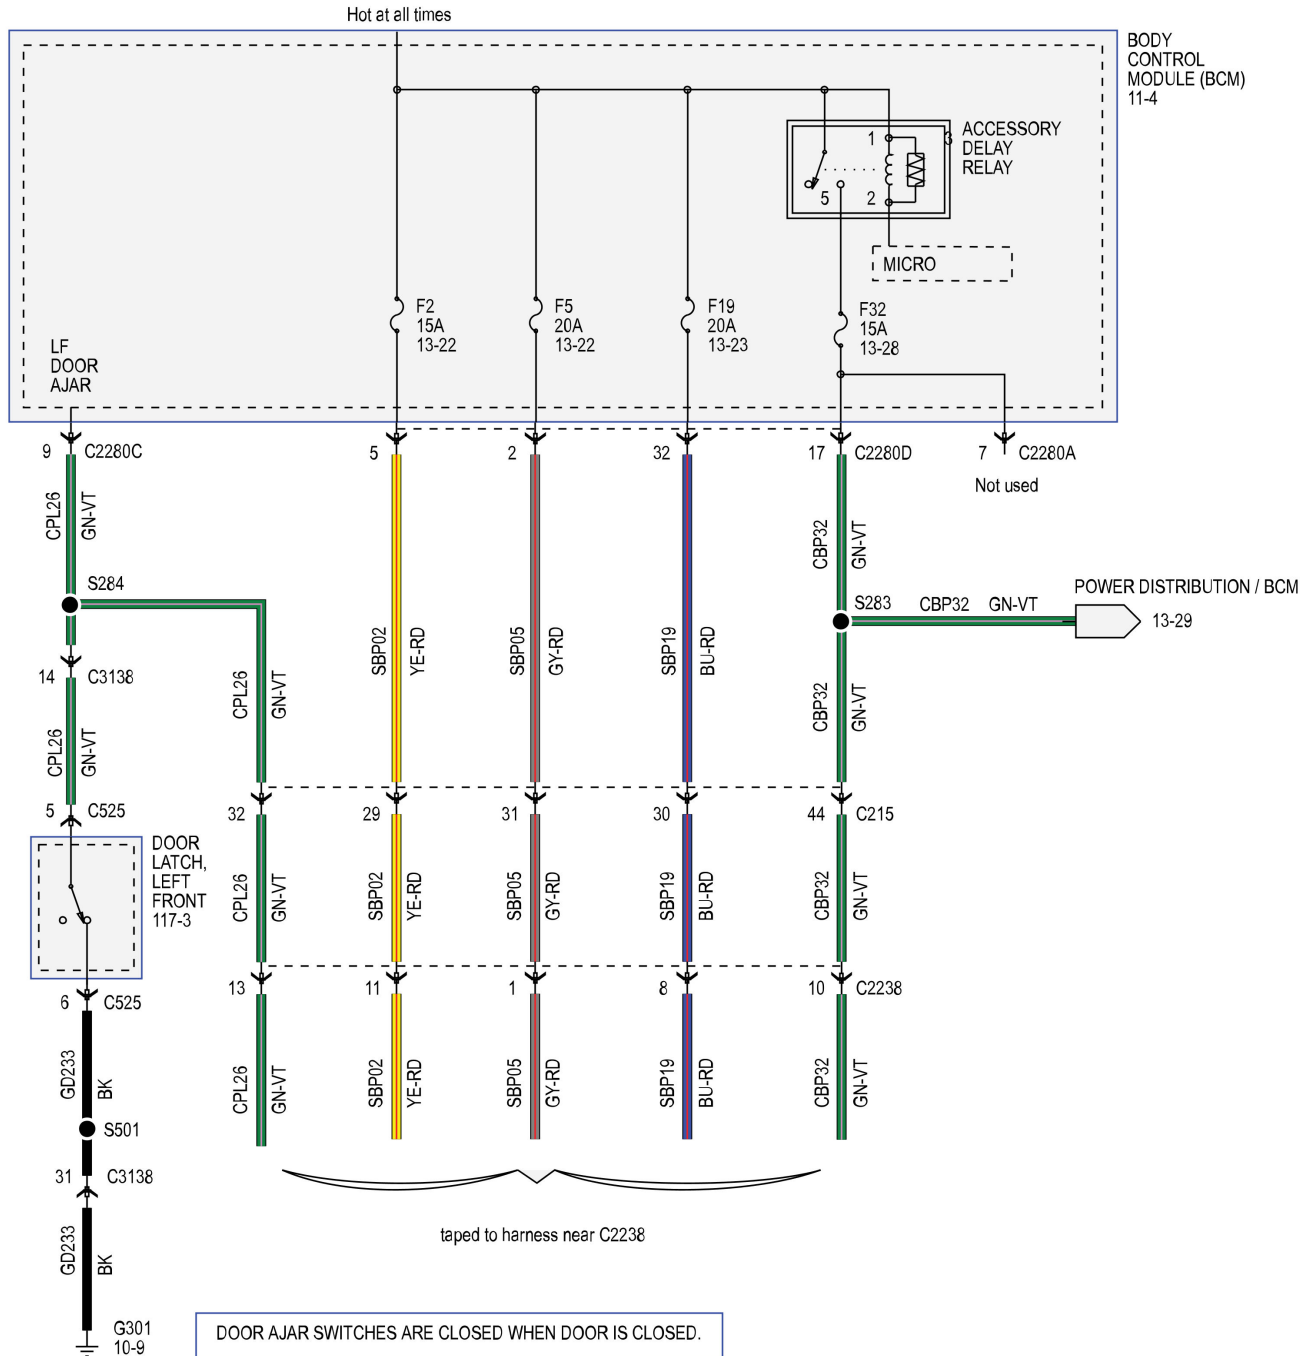 Hot at all times
BODY
CONTROL
MODULE (BCM)
11-4
ACCESSORY
DELAY
RELAY
1
3
5
2
MICRO
F2
15A
13-22
F5
20A
13-22
F19
20A
13-23
F32
15A
13-28
LF
DOOR
AJAR
9
C2280C
5
2
32
17
C2280D
7
C2280A
Not used
CPL26
GN-VT
CBP32
GN-VT
S284
S283
CBP32
GN-VT
POWER DISTRIBUTION / BCM
13-29
14
C3138
CPL26
GN-VT
CPL26
GN-VT
SBP02
YE-RD
SBP05
GY-RD
SBP19
BU-RD
CBP32
GN-VT
5
C525
32
29
31
30
44
C215
DOOR
LATCH,
LEFT
FRONT
117-3
CPL26
GN-VT
SBP02
YE-RD
SBP05
GY-RD
SBP19
BU-RD
CBP32
GN-VT
6
C525
13
11
1
8
10
C2238
GD233
BK
CPL26
GN-VT
SBP02
YE-RD
SBP05
GY-RD
SBP19
BU-RD
CBP32
GN-VT
S501
31
C3138
GD233
BK
taped to harness near C2238
G301
10-9
DOOR AJAR SWITCHES ARE CLOSED WHEN DOOR IS CLOSED.